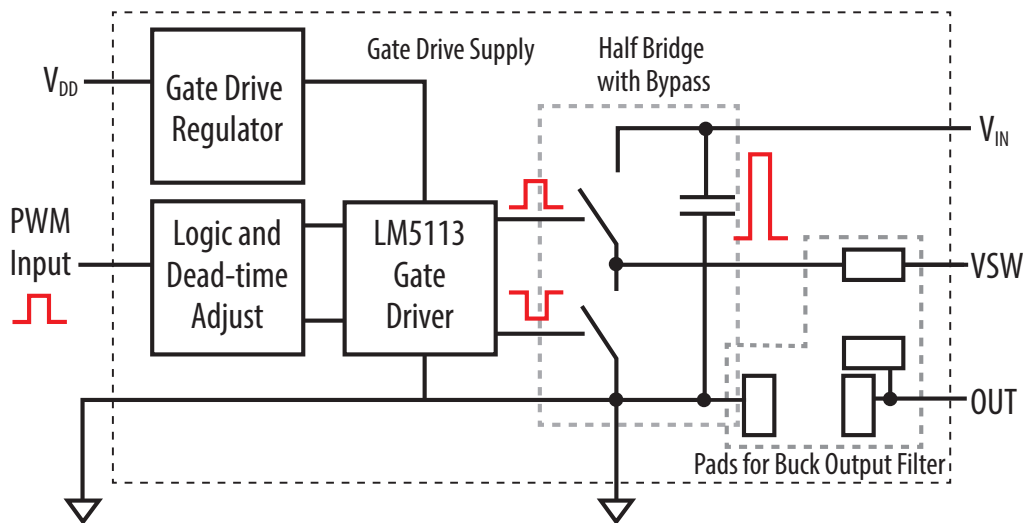 Gate Drive Supply
Half Bridge
with Bypass
VDD
Gate Drive
Regulator
VIN
PWM
Input
Logic and
Dead-time
Adjust
LM5113
Gate
Driver
VSW
OUT
Pads for Buck Output Filter